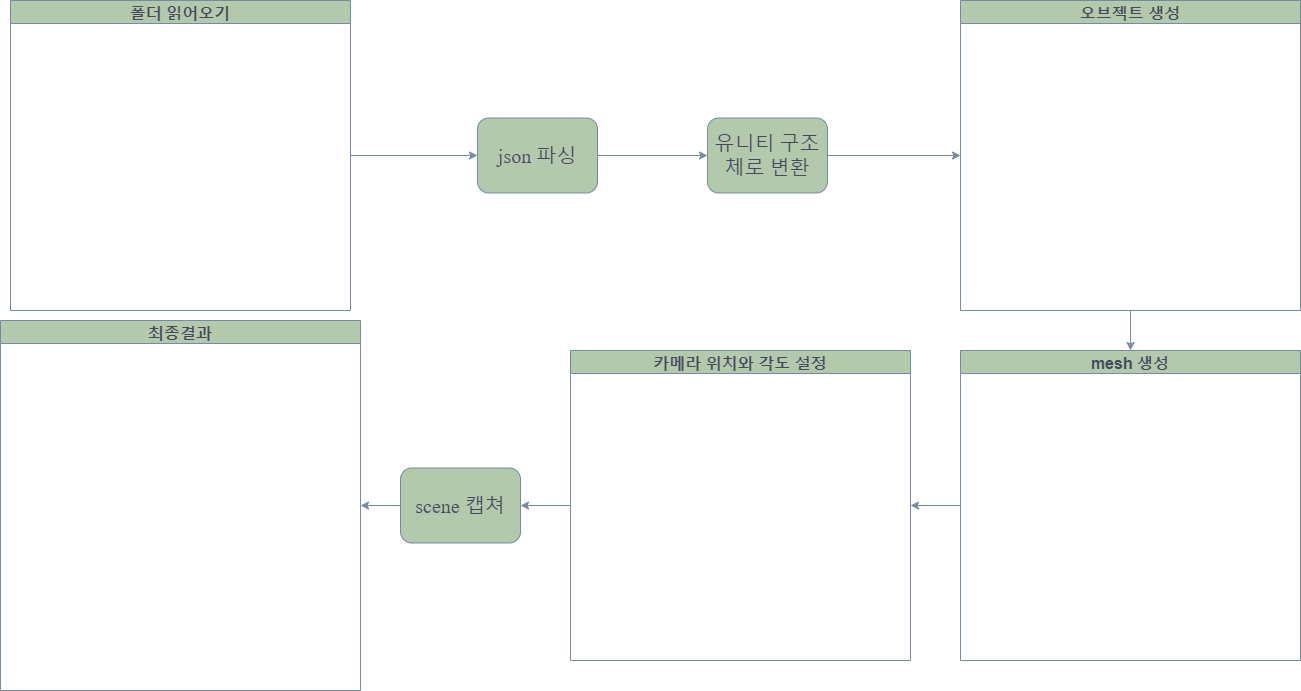 폴더 읽어오기
json 파싱
유니티 구조
체로 변환
오브젝트 생성
mesh 생성
카메라 위치와 각도 설정
scene 캡쳐
최종결과